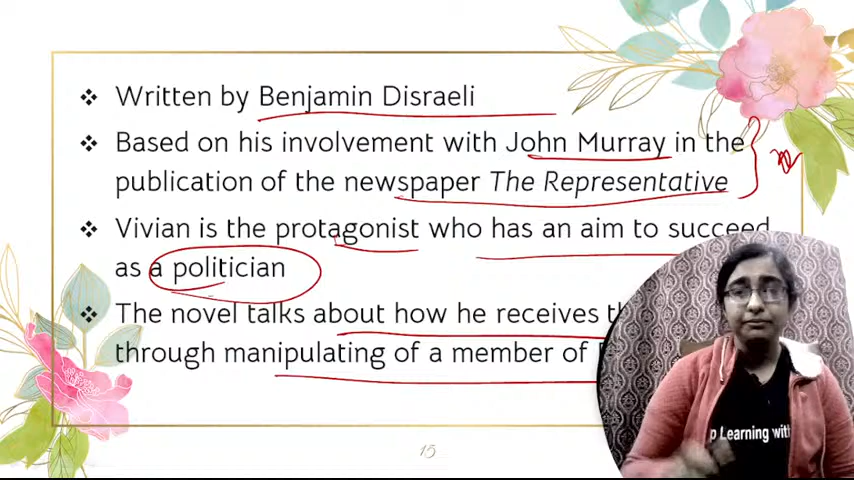 ❖ Written by Benjamin Disraeli
❖ Based on his involvement with John Murray in the
publication of the newspaper The Representative
❖ Vivian is the protagonist who has an aim to succeed
as a politician
❖ The novel talks about how he receives
through manipulating of a member of
Learning with
15